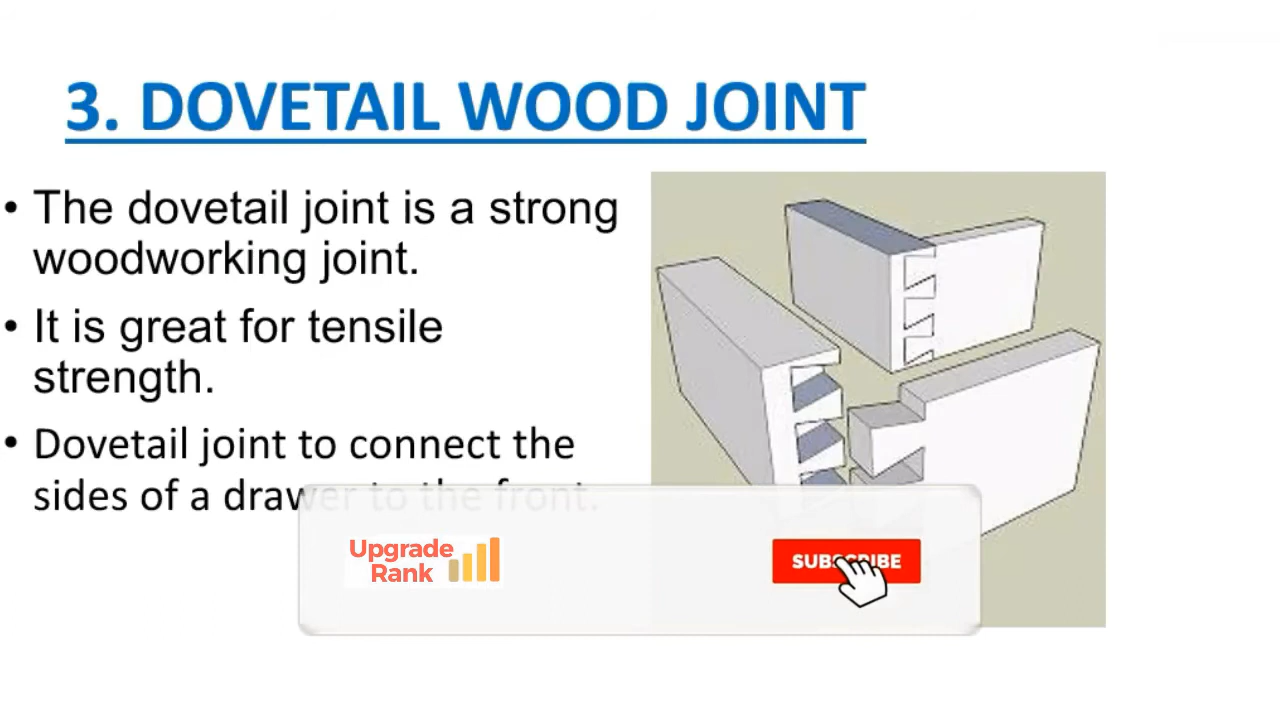 3. DOVETAIL WOOD JOINT
• The dovetail joint is a strong
woodworking joint.
• It is great for tensile
strength.
• Dovetail joint to connect the
sides of a drawer to the front.
Upgrade
Rank
SUBSCRIBE